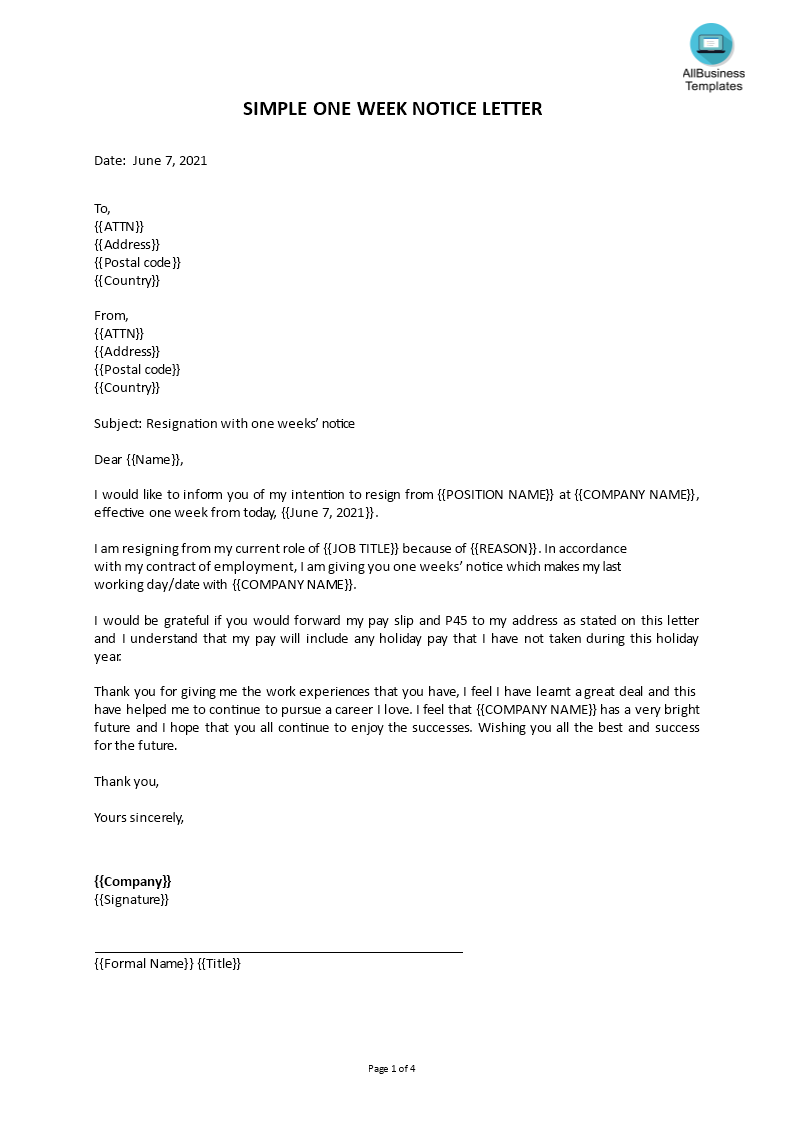 AllBusiness
Templates
SIMPLE ONE WEEK NOTICE LETTER
Date:  June 7, 2021
To,
{{ATTN}}
{{Address}}
{{Postal code}}
{{Country}}
From,
{{ATTN}}
{{Address}}
{{Postal code}}
{{Country}}
Subject: Resignation with one weeks’ notice
Dear {{Name}},
I would like to inform you of my intention to resign from {{POSITION NAME}} at {{COMPANY NAME}},
effective one week from today, {{June 7, 2021}}.
I am resigning from my current role of {{JOB TITLE}} because of {{REASON}}. In accordance
with my contract of employment, I am giving you one weeks’ notice which makes my last
working day/date with {{COMPANY NAME}}.
I would be grateful if you would forward my pay slip and P45 to my address as stated on this letter
and I understand that my pay will include any holiday pay that I have not taken during this holiday
year.
Thank you for giving me the work experiences that you have, I feel I have learnt a great deal and this
have helped me to continue to pursue a career I love. I feel that {{COMPANY NAME}} has a very bright
future and I hope that you all continue to enjoy the successes. Wishing you all the best and success
for the future.
Thank you,
Yours sincerely,
{{Company}}
{{Signature}}
{{Formal Name}} {{Title}}
Page 1 of 4